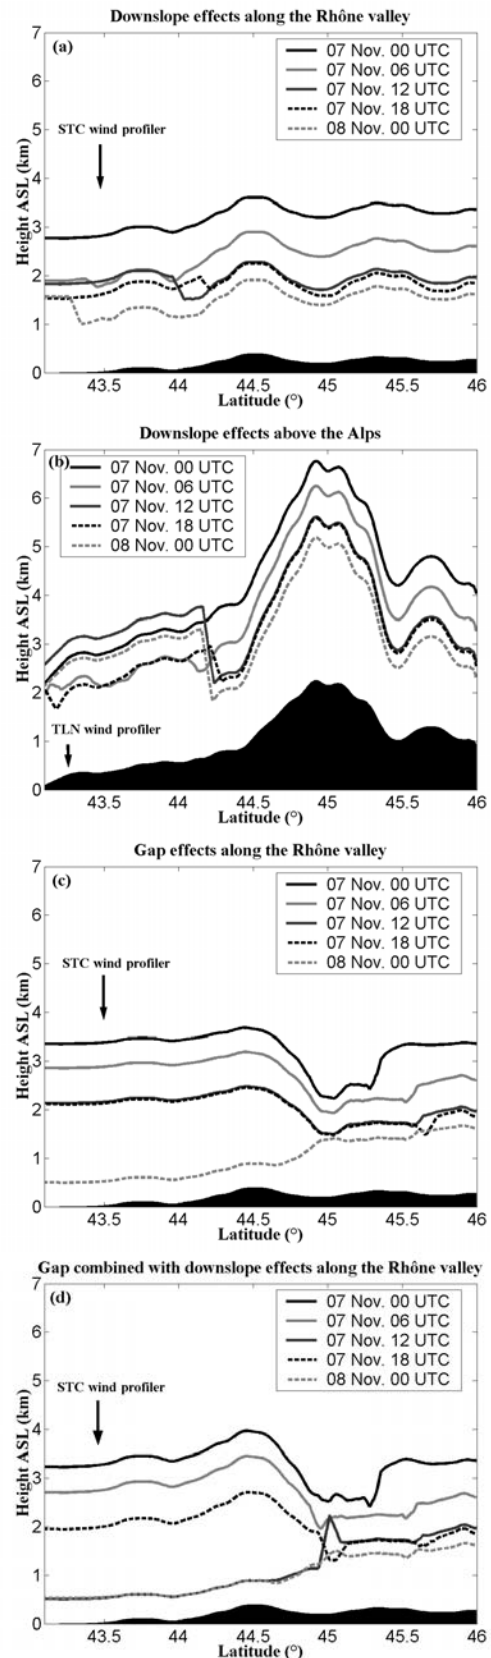 Downslope effects along the Rhône valley
(a)
07 Nov. 00 UTC
07 Nov. 06 UTC
07 Nov. 12 UTC
07 Nov. 18 UTC
08 Nov. 00 UTC
STC wind profiler
Height ASL (km)
7
6
5
4
3
2
1
0
43.5 44 44.5 45 45.5 46
Latitude (°)
Downslope effects above the Alps
(b)
07 Nov. 00 UTC
07 Nov. 06 UTC
07 Nov. 12 UTC
07 Nov. 18 UTC
08 Nov. 00 UTC
TLN wind profiler
Height ASL (km)
7
6
5
4
3
2
1
0
43.5 44 44.5 45 45.5 46
Latitude (°)
Gap effects along the Rhône valley
(c)
07 Nov. 00 UTC
07 Nov. 06 UTC
07 Nov. 12 UTC
07 Nov. 18 UTC
08 Nov. 00 UTC
STC wind profiler
Height ASL (km)
7
6
5
4
3
2
1
0
43.5 44 44.5 45 45.5 46
Latitude (°)
Gap combined with downslope effects along the Rhône valley
(d)
07 Nov. 00 UTC
07 Nov. 06 UTC
07 Nov. 12 UTC
07 Nov. 18 UTC
08 Nov. 00 UTC
STC wind profiler
Height ASL (km)
7
6
5
4
3
2
1
0
43.5 44 44.5 45 45.5 46
Latitude (°)